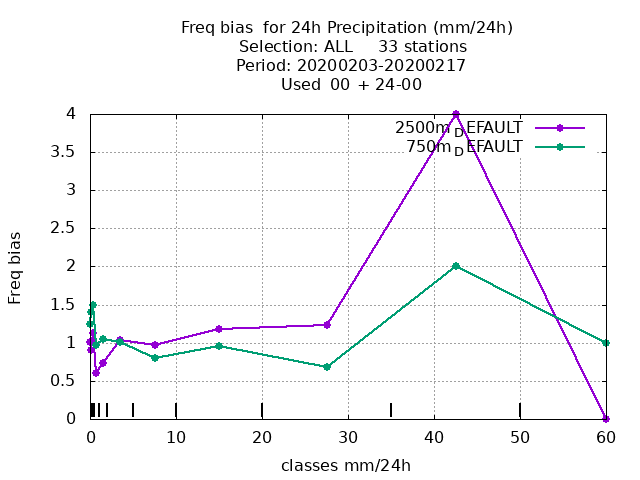 Freq bias  for 24h Precipitation (mm/24h)
Selection: ALL     33 stations
Period: 20200203-20200217
Used  00 + 24-00
2500m_DEFAULT
750m_DEFAULT
4
3.5
3
2.5
2
1.5
1
0.5
0
Freq bias
0 10 20 30 40 50 60
classes mm/24h